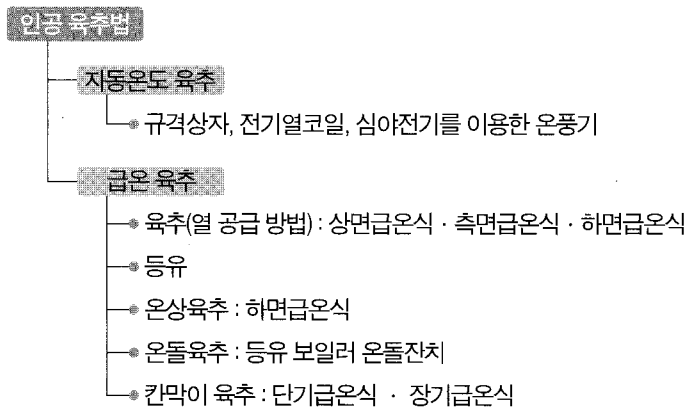 인공 육추법
자동온도 육추
규격상자, 전기열코일, 심야전기를 이용한 온풍기
급온 육추
육추(열 공급 방법) : 상면급온식 · 측면급온식 · 하면급온식
등유
온상육추 : 하면급온식
온돌육추 : 등유 보일러 온돌잔치
칸막이 육추 : 단기급온식 · 장기급온식